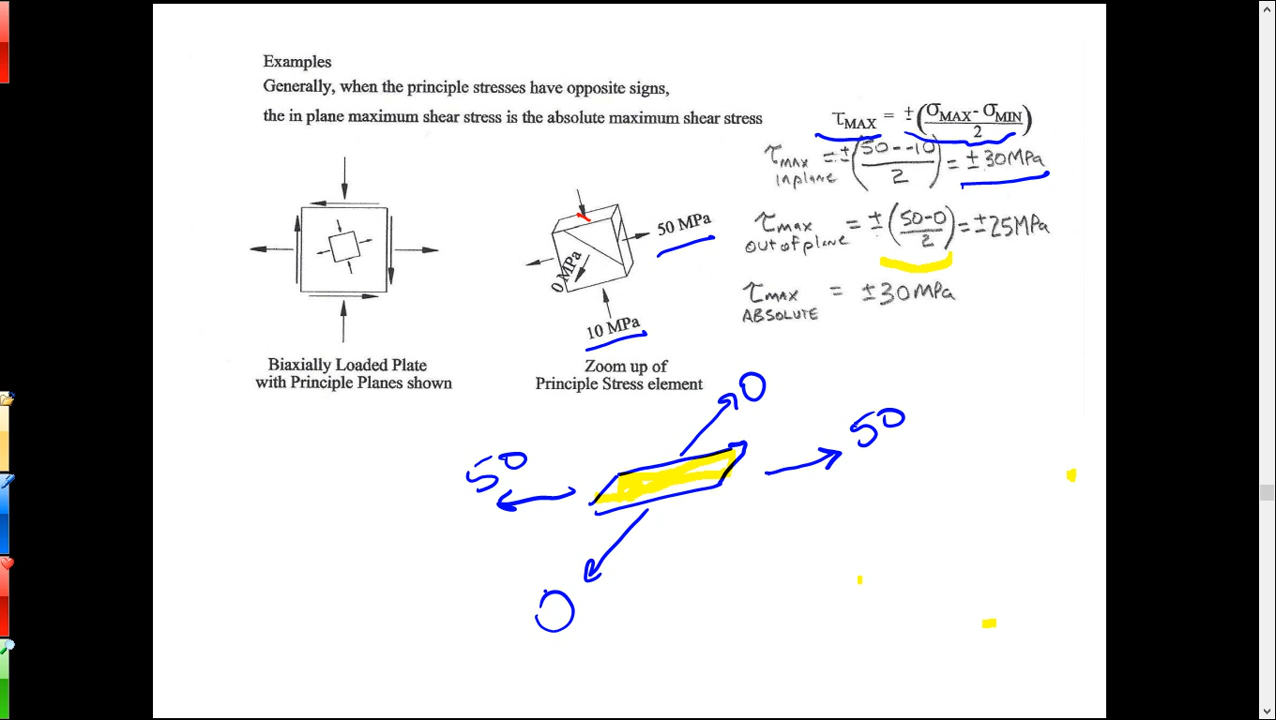 Examples
Generally, when the principle stresses have opposite signs,
the in plane maximum shear stress is the absolute maximum shear stress
τMAX = ±(σMAX - σMIN / 2)
τmax in plane = ±(50 - -10 / 2) = ±30MPa
τmax out of plane = ±(50-0 / 2) = ±25MPa
τmax ABSOLUTE = ±30MPa
50 MPa
0 MPa
10 MPa
Biaxially Loaded Plate
with Principle Planes shown
Zoom up of
Principle Stress element
0
50
50
0